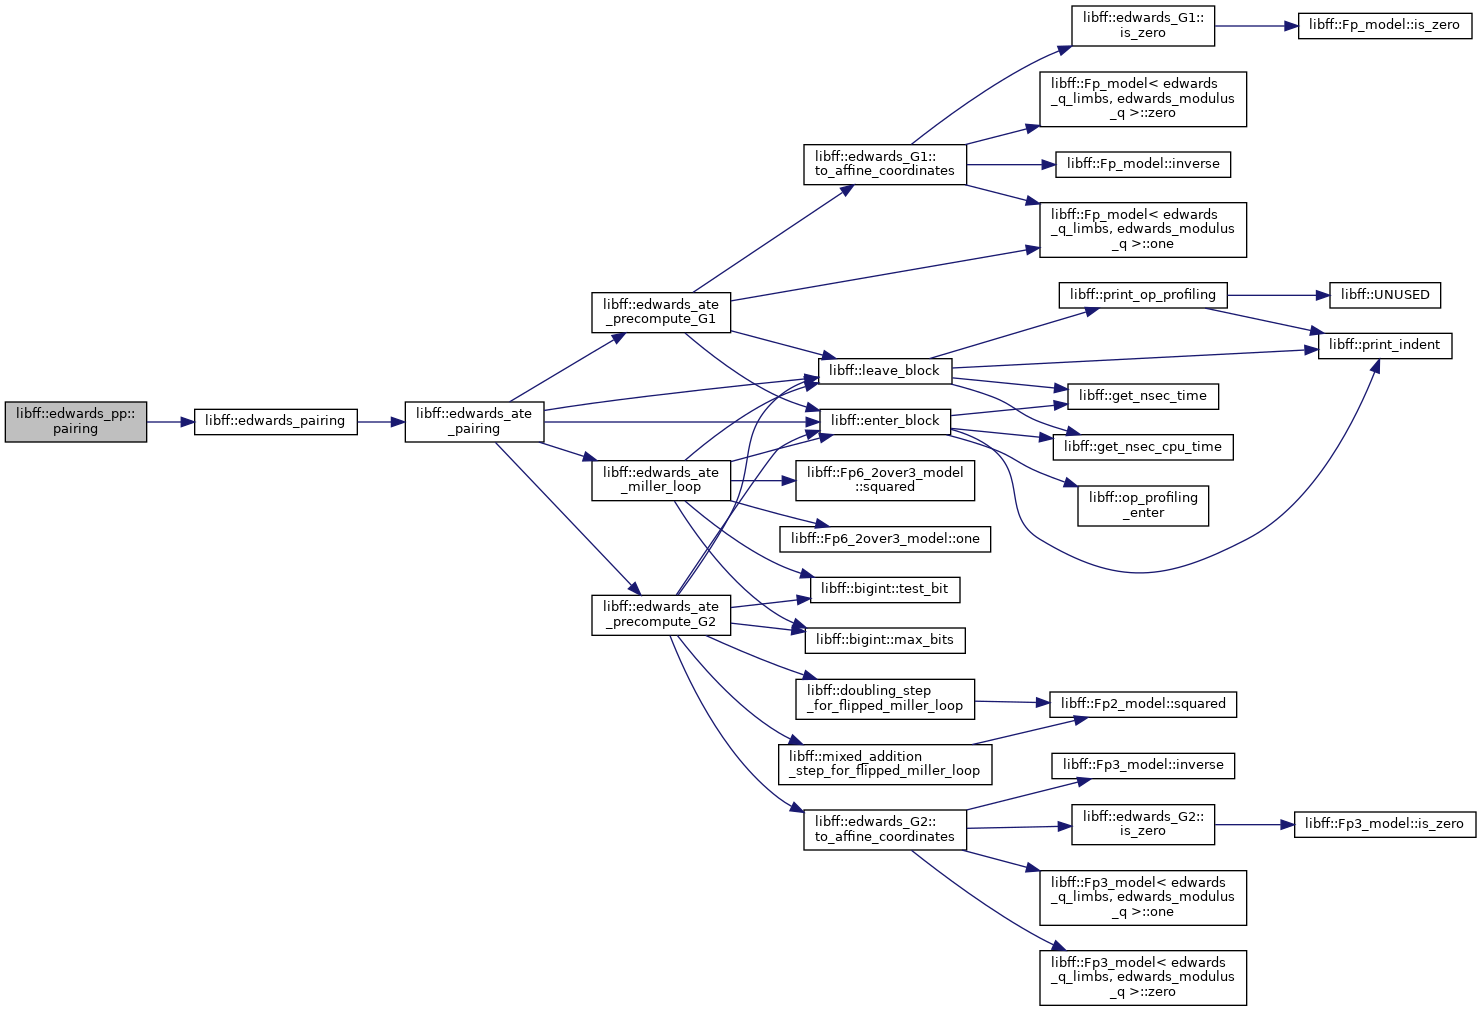 libff::edwards_pp::
pairing
libff::edwards_pairing
libff::edwards_ate
_pairing
libff::edwards_ate
_precompute_G1
libff::edwards_ate
_miller_loop
libff::edwards_ate
_precompute_G2
libff::edwards_G1::
to_affine_coordinates
libff::leave_block
libff::enter_block
libff::Fp6_2over3_model
::squared
libff::Fp6_2over3_model::one
libff::bigint::test_bit
libff::bigint::max_bits
libff::doubling_step
_for_flipped_miller_loop
libff::mixed_addition
_step_for_flipped_miller_loop
libff::edwards_G2::
to_affine_coordinates
libff::edwards_G1::
is_zero
libff::Fp_model< edwards
_q_limbs, edwards_modulus
_q >::zero
libff::Fp_model::inverse
libff::Fp_model< edwards
_q_limbs, edwards_modulus
_q >::one
libff::print_op_profiling
libff::get_nsec_time
libff::get_nsec_cpu_time
libff::op_profiling
_enter
libff::Fp2_model::squared
libff::Fp3_model::inverse
libff::edwards_G2::
is_zero
libff::Fp3_model< edwards
_q_limbs, edwards_modulus
_q >::one
libff::Fp3_model< edwards
_q_limbs, edwards_modulus
_q >::zero
libff::Fp_model::is_zero
libff::UNUSED
libff::print_indent
libff::Fp3_model::is_zero